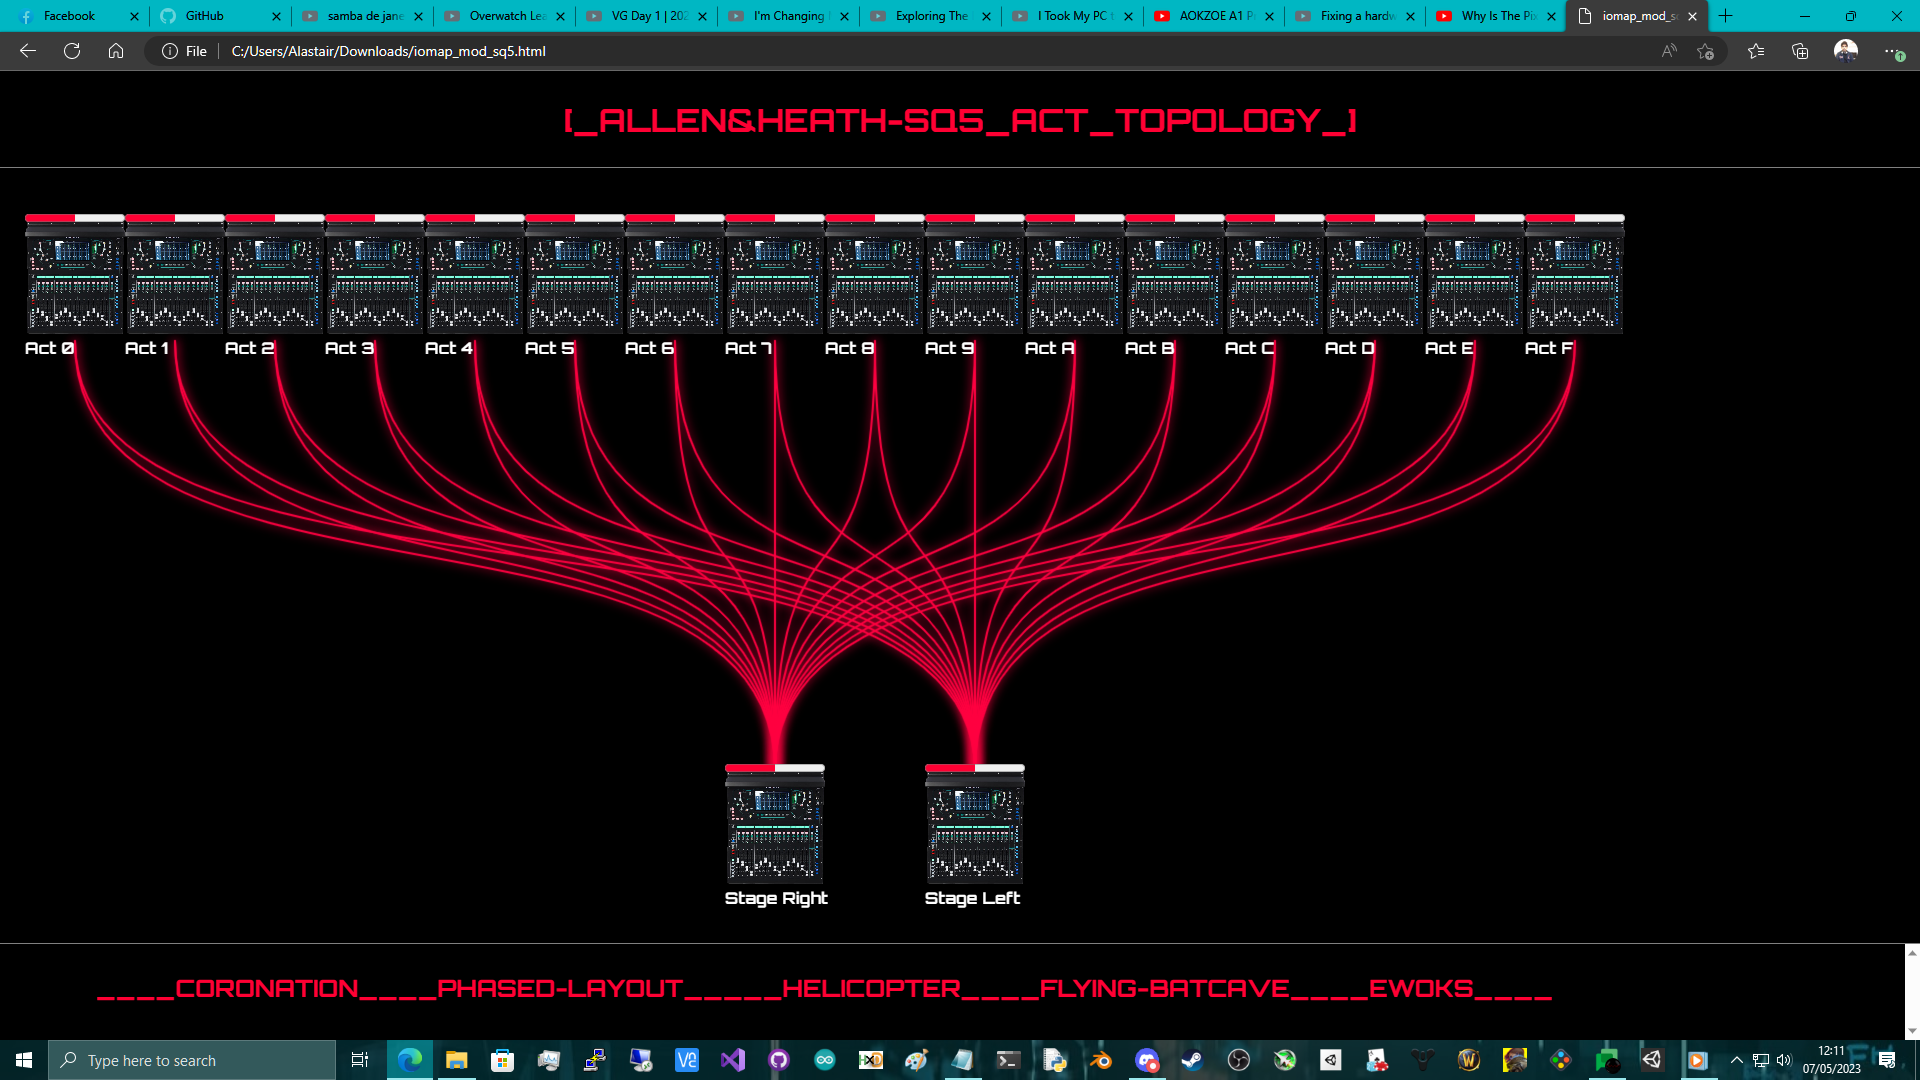 Facebook
GitHub
samba de jane
Overwatch Lea
VG Day 1 | 202
I'm Changing
Exploring The
I Took My PC t
AOKZOE A1 P
Fixing a hardw
Why Is The Pix
iomap_mod_s
File
C:/Users/Alastair/Downloads/iomap_mod_sq5.html
[_ALLEN&HEATH-SQ5_ACT_TOPOLOGY_]
Act 0
Act 1
Act 2
Act 3
Act 4
Act 5
Act 6
Act 7
Act 8
Act 9
Act A
Act B
Act C
Act D
Act E
Act F
Stage Right
Stage Left
____CORONATION____PHASED-LAYOUT_____HELICOPTER____FLYING-BATCAVE____EWOKS____
Type here to search
12:11
07/05/2023